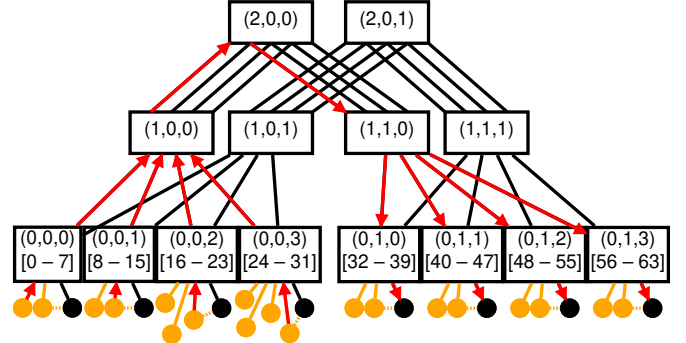 (2,0,0) (2,0,1)
(1,0,0) (1,0,1) (1,1,0) (1,1,1)
(0,0,0) (0,0,1) (0,0,2) (0,0,3) (0,1,0) (0,1,1) (0,1,2) (0,1,3)
[0 – 7] [8 – 15] [16 – 23] [24 – 31] [32 – 39] [40 – 47] [48 – 55] [56 – 63]